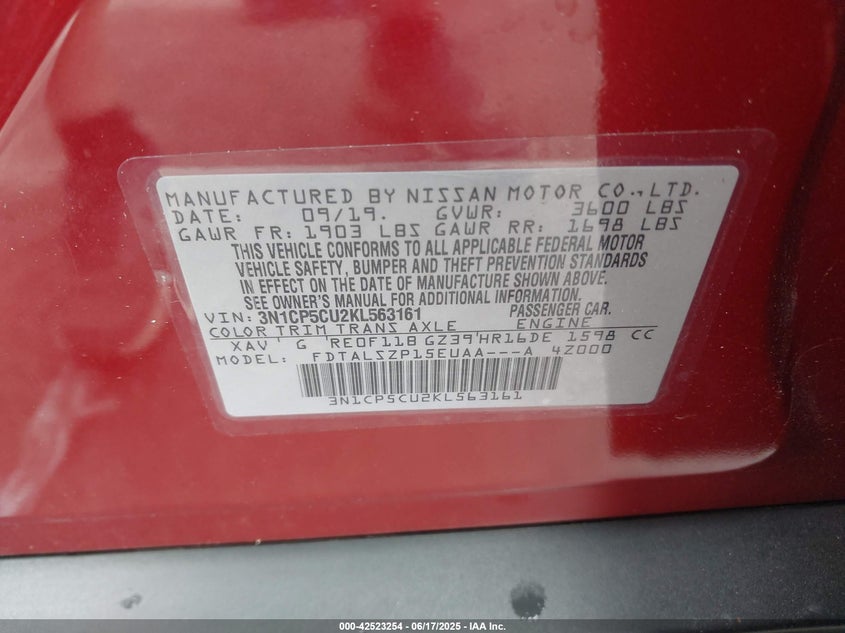 MANUFACTURED BY NISSAN MOTOR CO.,LTD.
DATE: 09/19. GVWR: 3600 LBS
GAWR FR: 1903 LBS GAWR RR: 1698 LBS
THIS VEHICLE CONFORMS TO ALL APPLICABLE FEDERAL MOTOR
VEHICLE SAFETY, BUMPER AND THEFT PREVENTION STANDARDS
IN EFFECT ON THE DATE OF MANUFACTURE SHOWN ABOVE.
SEE OWNER'S MANUAL FOR ADDITIONAL INFORMATION.
VIN: 3N1CP5CU2KL563161 PASSENGER CAR.
COLOR TRIM TRANS AXLE ENGINE
XAV' G 'RE0F11B GZ39'HR16DE 1598 CC
MODEL: FDTALSZP15EUAA---A 4Z000
3N1CP5CU2KL563161
000-42523254 - 06/17/2025 - IAA Inc.